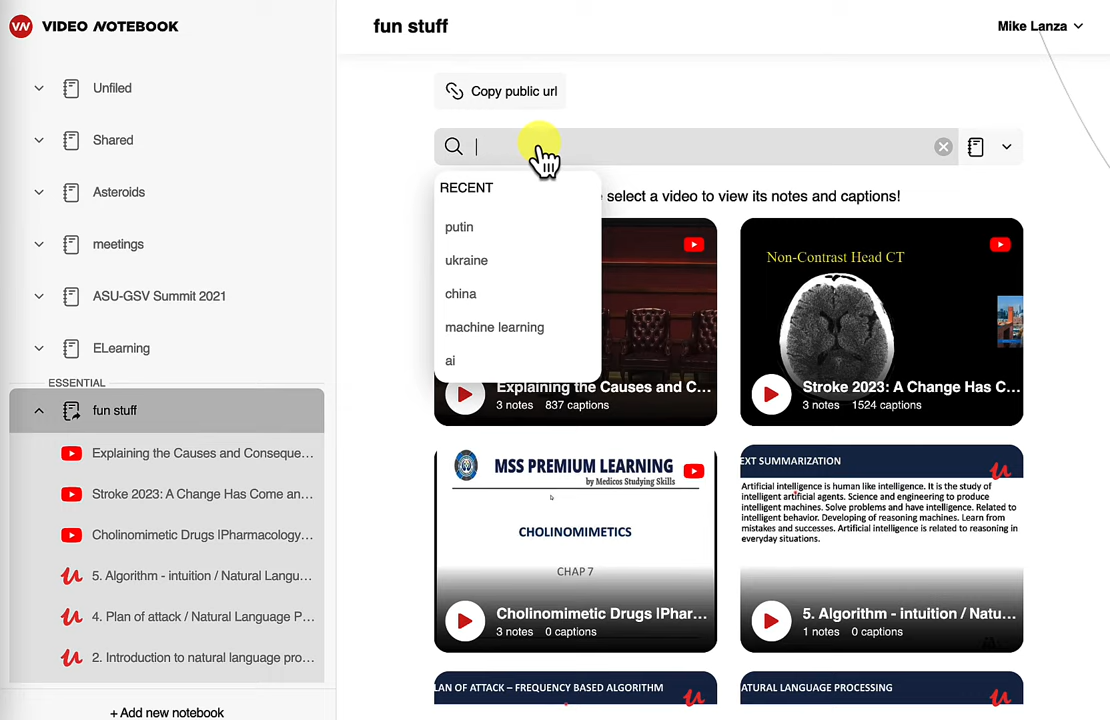 VIDEO NOTEBOOK
fun stuff
Mike Lanza
Unfiled
Shared
Asteroids
meetings
ASU-GSV Summit 2021
ELearning
ESSENTIAL
fun stuff
Explaining the Causes and Conseque...
Stroke 2023: A Change Has Come an...
Cholinomimetic Drugs |Pharmacology...
5. Algorithm - intuition / Natural Langu...
4. Plan of attack / Natural Language P...
2. Introduction to natural language pro...
+ Add new notebook
Copy public url
RECENT
putin
ukraine
china
machine learning
ai
select a video to view its notes and captions!
Explaining the Causes and C...
3 notes 837 captions
Non-Contrast Head CT
Stroke 2023: A Change Has C...
3 notes 1524 captions
MSS PREMIUM LEARNING
by Medicos Studying Skills
CHOLINOMIMETICS
CHAP 7
Cholinomimetic Drugs |Phar...
3 notes 0 captions
EXT SUMMARIZATION
Artificial intelligence is human like intelligence. It is the study of
intelligent artificial agents. Science and engineering to produce
intelligent machines. Solve problems and have intelligence. Related to
intelligent behavior. Developing of reasoning machines. Learn from
mistakes and successes. Artificial intelligence is related to reasoning in
everyday situations.
5. Algorithm - intuition / Natu...
1 notes 0 captions
LAN OF ATTACK – FREQUENCY BASED ALGORITHM
NATURAL LANGUAGE PROCESSING